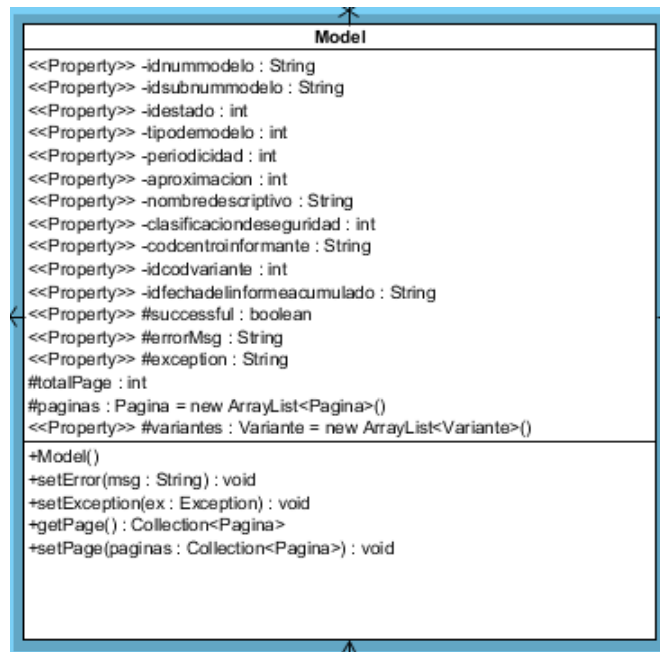 Model
<<Property>> -idnummodelo : String
<<Property>> -idsubnummodelo : String
<<Property>> -idestado : int
<<Property>> -tipodemodelo : int
<<Property>> -periodicidad : int
<<Property>> -aproximacion : int
<<Property>> -nombredescriptivo : String
<<Property>> -clasificaciondeseguridad : int
<<Property>> -codcentroinformante : String
<<Property>> -idcodvariante : int
<<Property>> -idfechadelinformeacumulado : String
<<Property>> #successful : boolean
<<Property>> #errorMsg : String
<<Property>> #exception : String
#totalPage : int
#paginas : Pagina = new ArrayList<Pagina>()
<<Property>> #variantes : Variante = new ArrayList<Variante>()
+Model()
+setError(msg : String) : void
+setException(ex : Exception) : void
+getPage() : Collection<Pagina>
+setPage(paginas : Collection<Pagina>) : void